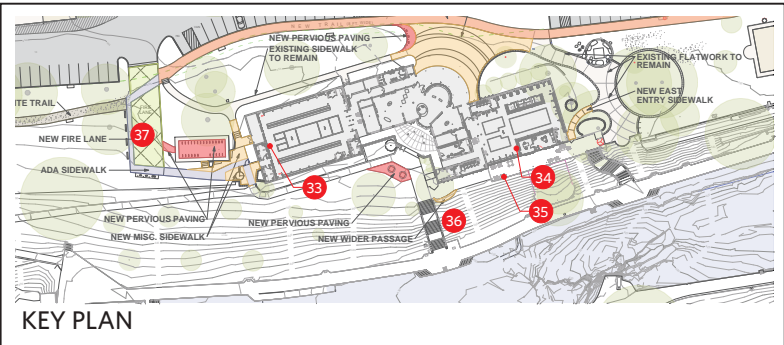 NEW TRAIL
NEW PERVIOUS PAVING
EXISTING SIDEWALK
TO REMAIN
EXISTING FLATWORK TO
REMAIN
NEW EAST
ENTRY SIDEWALK
ITE TRAIL
FIRE
LANE
37
NEW FIRE LANE
ADA SIDEWALK
33
34
35
36
NEW PERVIOUS PAVING
NEW MISC. SIDEWALK
NEW PERVIOUS PAVING
NEW WIDER PASSAGE
KEY PLAN